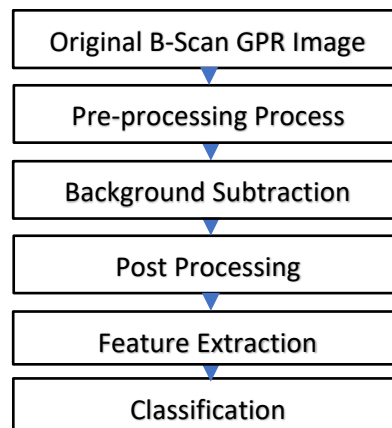 Original B-Scan GPR Image
Pre-processing Process
Background Subtraction
Post Processing
Feature Extraction
Classification